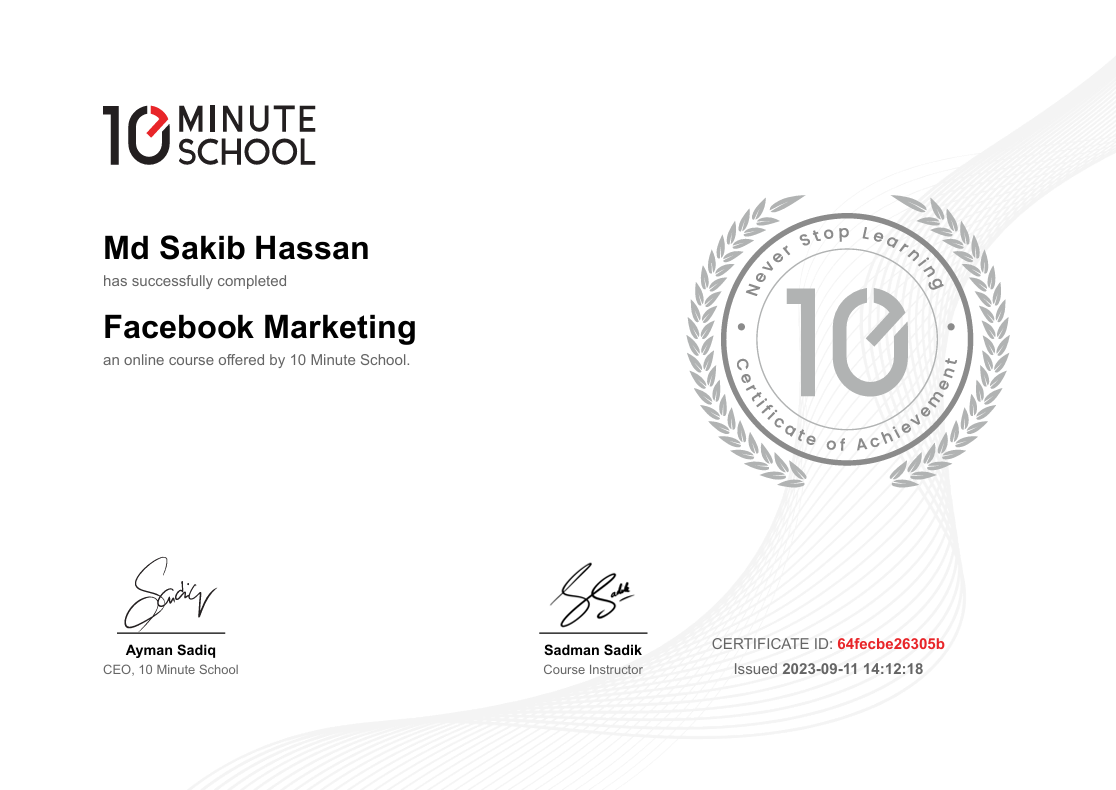 10 MINUTE
SCHOOL
Md Sakib Hassan
has successfully completed
Facebook Marketing
an online course offered by 10 Minute School.
Never Stop Learning
10
Certificate of Achievement
Sadiq
Ayman Sadiq
CEO, 10 Minute School
Sadman Sadik
Course Instructor
CERTIFICATE ID: 64fecbe26305b
Issued 2023-09-11 14:12:18